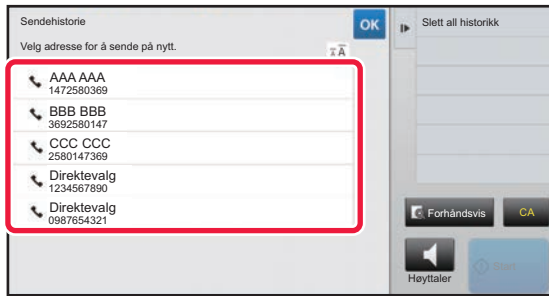 Sendehistorie
OK
Slett all historikk
Velg adresse for å sende på nytt.
AAA AAA
1472580369
BBB BBB
3692580147
CCC CCC
2580147369
Direktevalg
1234567890
Direktevalg
0987654321
Forhåndsvis
CA
Høyttaler
Start